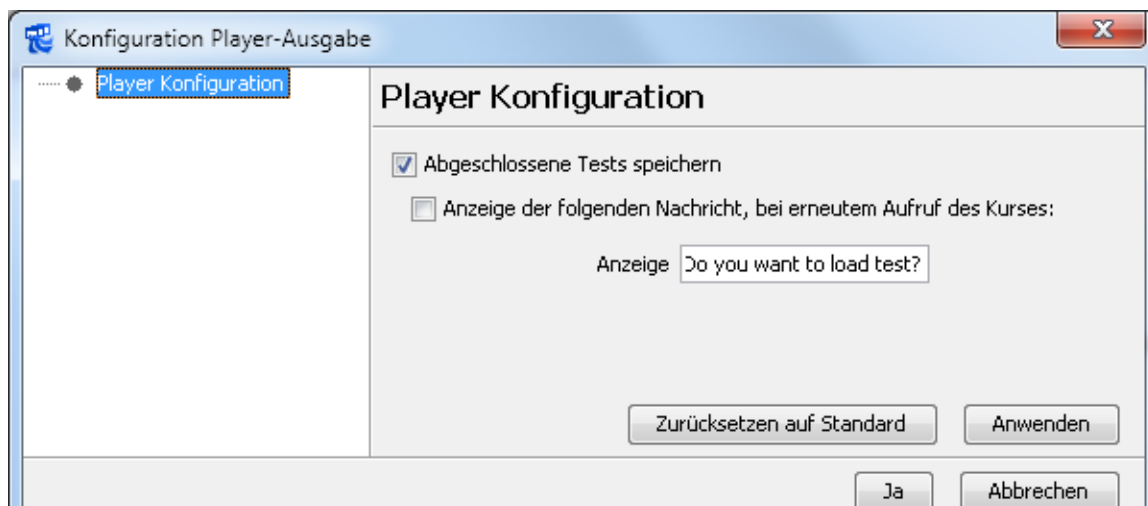 Konfiguration Player-Ausgabe
Player Konfiguration
Player Konfiguration
Abgeschlossene Tests speichern
Anzeige der folgenden Nachricht, bei erneutem Aufruf des Kurses:
Anzeige Do you want to load test?
Zurücksetzen auf Standard Anwenden
Ja Abbrechen